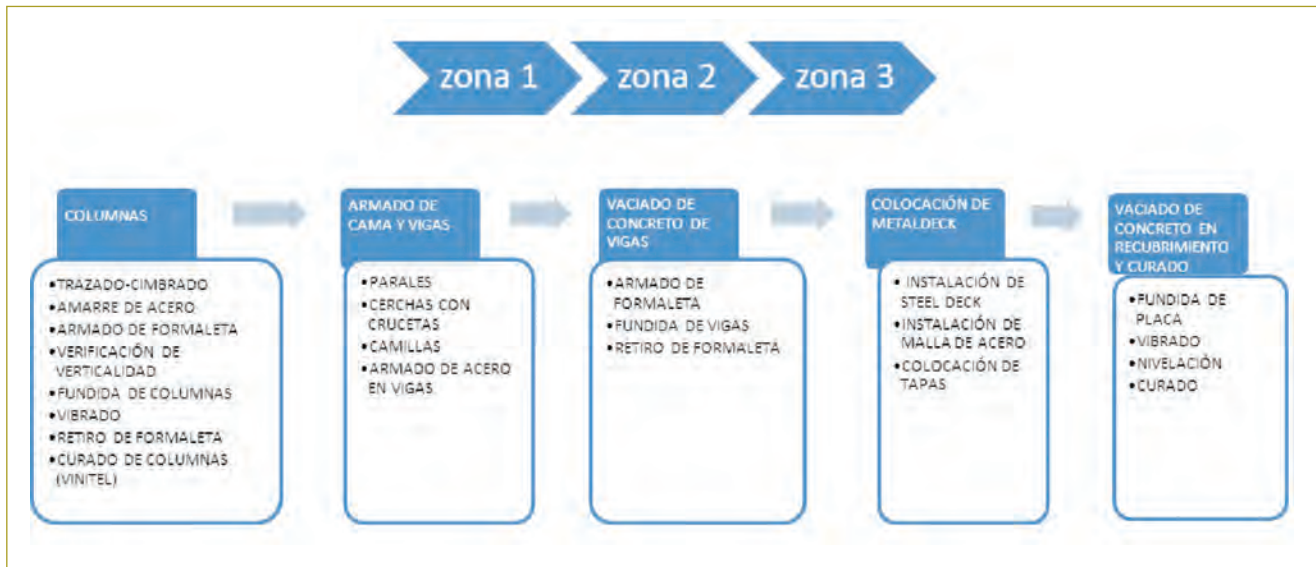 zona 1
zona 2
zona 3
COLUMNAS
•TRAZADO-CIMBRADO
•AMARRE DE ACERO
•ARMADO DE FORMALETA
•VERIFICACIÓN DE
VERTICALIDAD
•FUNDIDA DE COLUMNAS
•VIBRADO
•RETIRO DE FORMALETA
•CURADO DE COLUMNAS
(VINITEL)
ARMADO DE
CAMA Y VIGAS
•PARALES
•CERCHAS CON
CRUCETAS
•CAMILLAS
•ARMADO DE ACERO
EN VIGAS
VACIADO DE
CONCRETO DE
VIGAS
•ARMADO DE
FORMALETA
•FUNDIDA DE VIGAS
•RETIRO DE FORMALETA
COLOCACIÓN DE
METALDECK
•INSTALACIÓN DE
STEEL DECK
•INSTALACIÓN DE
MALLA DE ACERO
•COLOCACIÓN DE
TAPAS
VACIADO DE
CONCRETO EN
RECUBRIMIENTO
Y CURADO
•FUNDIDA DE
PLACA
•VIBRADO
•NIVELACIÓN
•CURADO